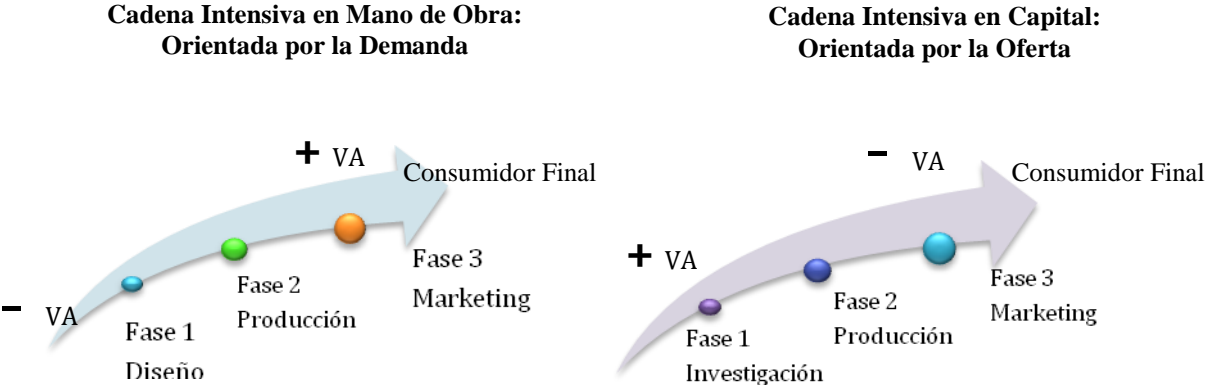 Cadena Intensiva en Mano de Obra:
Orientada por la Demanda
+ VA
Consumidor Final
- VA
Fase 1
Diseño
Fase 2
Producción
Fase 3
Marketing
Cadena Intensiva en Capital:
Orientada por la Oferta
- VA
Consumidor Final
+ VA
Fase 1
Investigación
Fase 2
Producción
Fase 3
Marketing